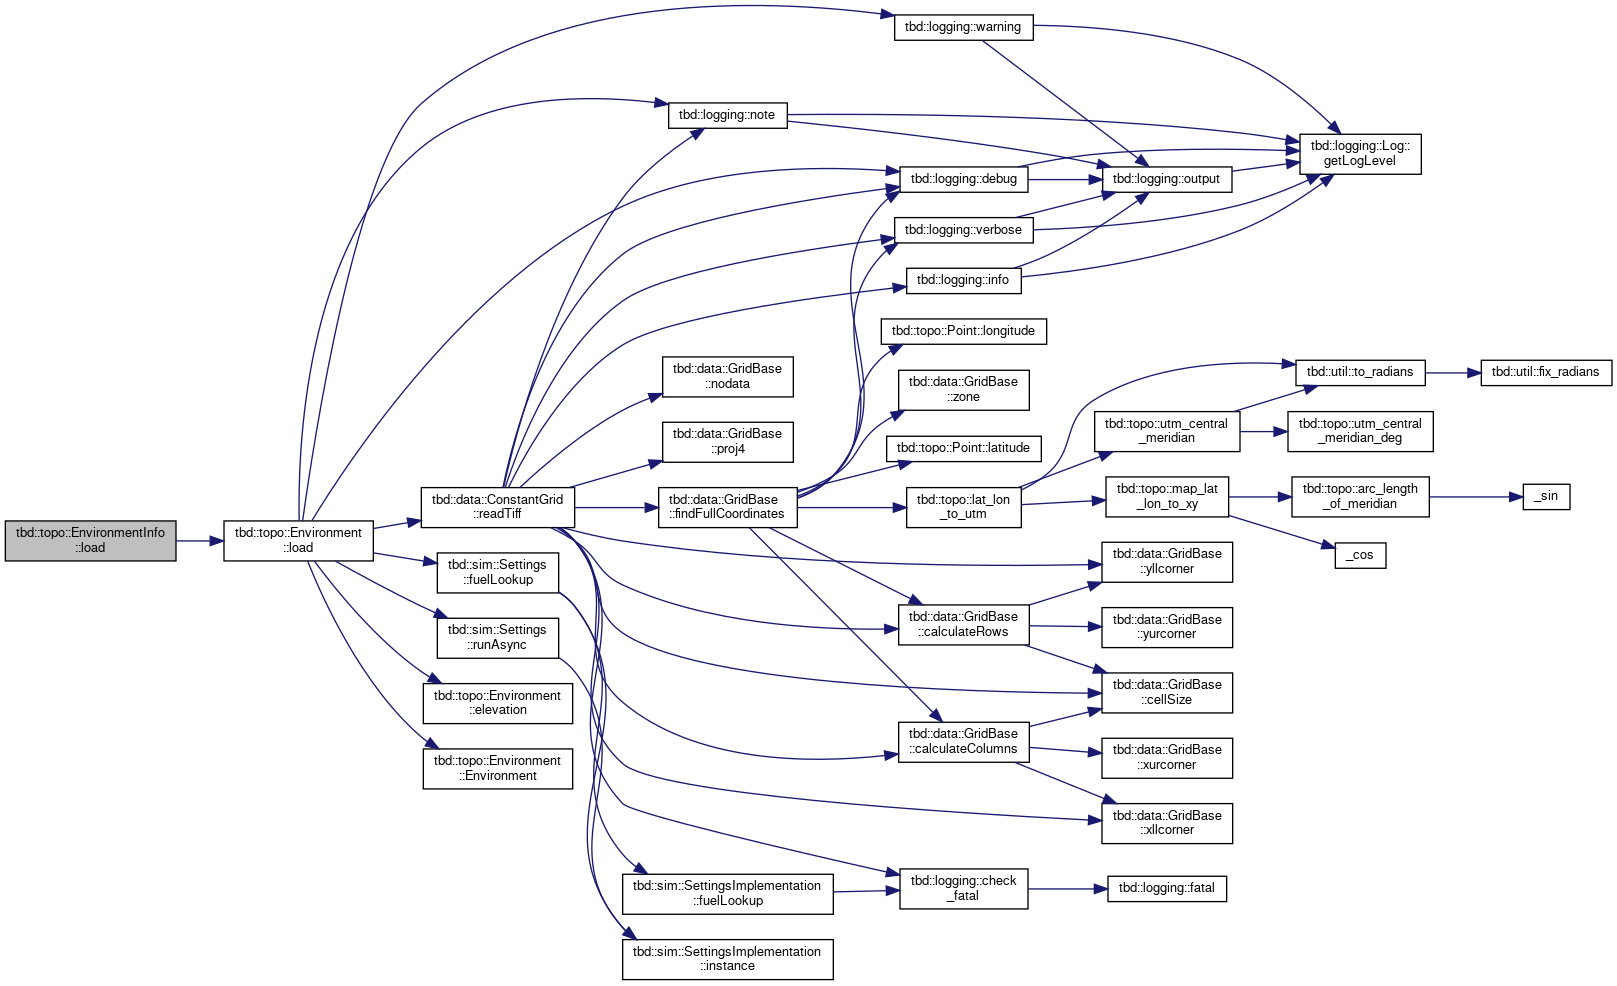 tbd::topo::EnvironmentInfo
::load
tbd::topo::Environment
::load
tbd::data::ConstantGrid
::readTiff
tbd::sim::Settings
::fuelLookup
tbd::sim::Settings
::runAsync
tbd::topo::Environment
::elevation
tbd::topo::Environment
::Environment
tbd::logging::note
tbd::data::GridBase
::nodata
tbd::data::GridBase
::proj4
tbd::data::GridBase
::findFullCoordinates
tbd::sim::SettingsImplementation
::fuelLookup
tbd::sim::SettingsImplementation
::instance
tbd::logging::warning
tbd::logging::debug
tbd::logging::verbose
tbd::logging::info
tbd::topo::Point::longitude
tbd::data::GridBase
::zone
tbd::topo::Point::latitude
tbd::topo::lat_lon
_to_utm
tbd::data::GridBase
::calculateRows
tbd::data::GridBase
::calculateColumns
tbd::logging::check
_fatal
tbd::logging::output
tbd::topo::utm_central
_meridian
tbd::topo::map_lat
_lon_to_xy
tbd::data::GridBase
::yllcorner
tbd::data::GridBase
::yurcorner
tbd::data::GridBase
::cellSize
tbd::data::GridBase
::xurcorner
tbd::data::GridBase
::xllcorner
tbd::logging::fatal
tbd::logging::Log::
getLogLevel
tbd::util::to_radians
tbd::topo::utm_central
_meridian_deg
tbd::topo::arc_length
_of_meridian
_cos
tbd::util::fix_radians
_sin